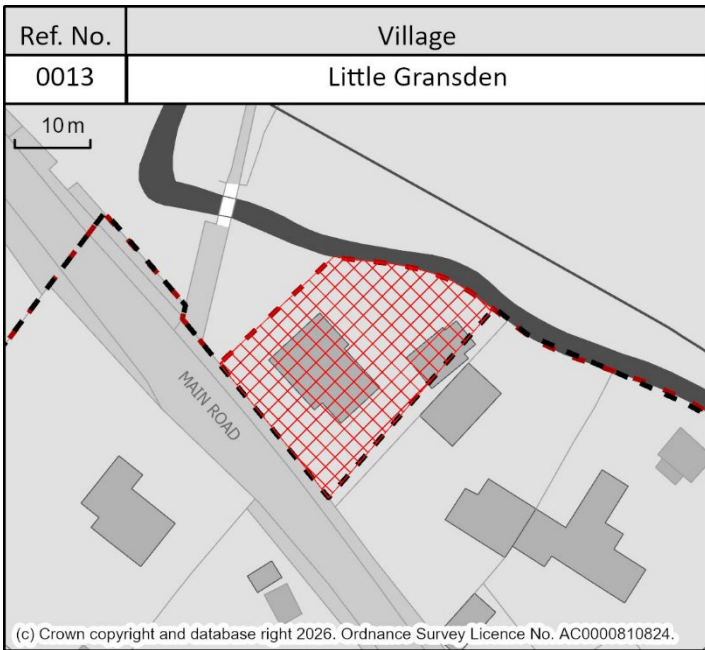 Ref. No. Village
0013 Little Gransden
10 m
MAIN ROAD
(c) Crown copyright and database right 2026. Ordnance Survey Licence No. AC0000810824.